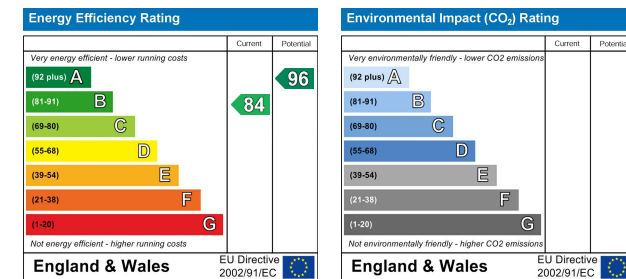 Energy Efficiency Rating
Current Potential
Very energy efficient - lower running costs
(92 plus) A
96
(81-91) B
84
(69-80) C
(55-68) D
(39-54) E
(21-38) F
(1-20) G
Not energy efficient - higher running costs
England & Wales
EU Directive
2002/91/EC
Environmental Impact (CO2) Rating
Current Potential
Very environmentally friendly - lower CO2 emissions
(92 plus) A
(81-91) B
(69-80) C
(55-68) D
(39-54) E
(21-38) F
(1-20) G
Not environmentally friendly - higher CO2 emissions
England & Wales
EU Directive
2002/91/EC